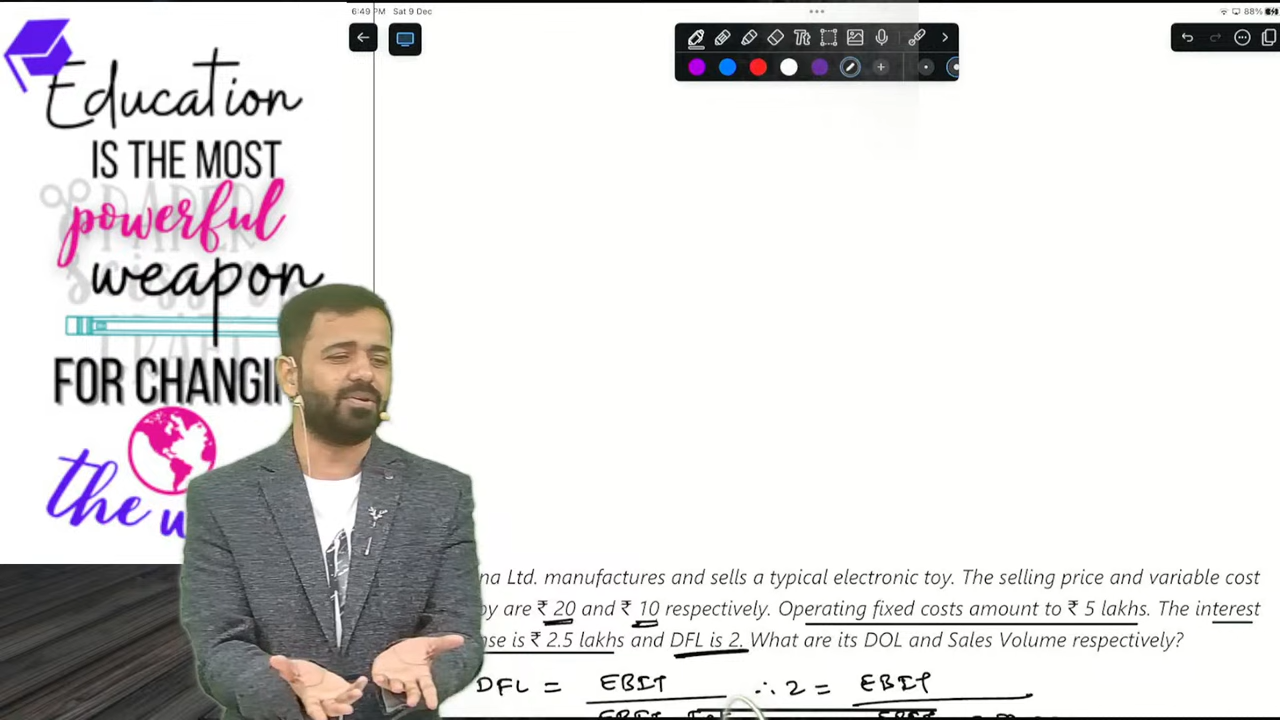 6:49 PM Sat 9 Dec
88%
Education
IS THE MOST
powerful
weapon
FOR CHANGI
the w
na Ltd. manufactures and sells a typical electronic toy. The selling price and variable cost
oy are ₹ 20 and ₹ 10 respectively. Operating fixed costs amount to ₹ 5 lakhs. The interest
nse is ₹ 2.5 lakhs and DFL is 2. What are its DOL and Sales Volume respectively?
DFL = EBIT ∴ 2 = EBIT